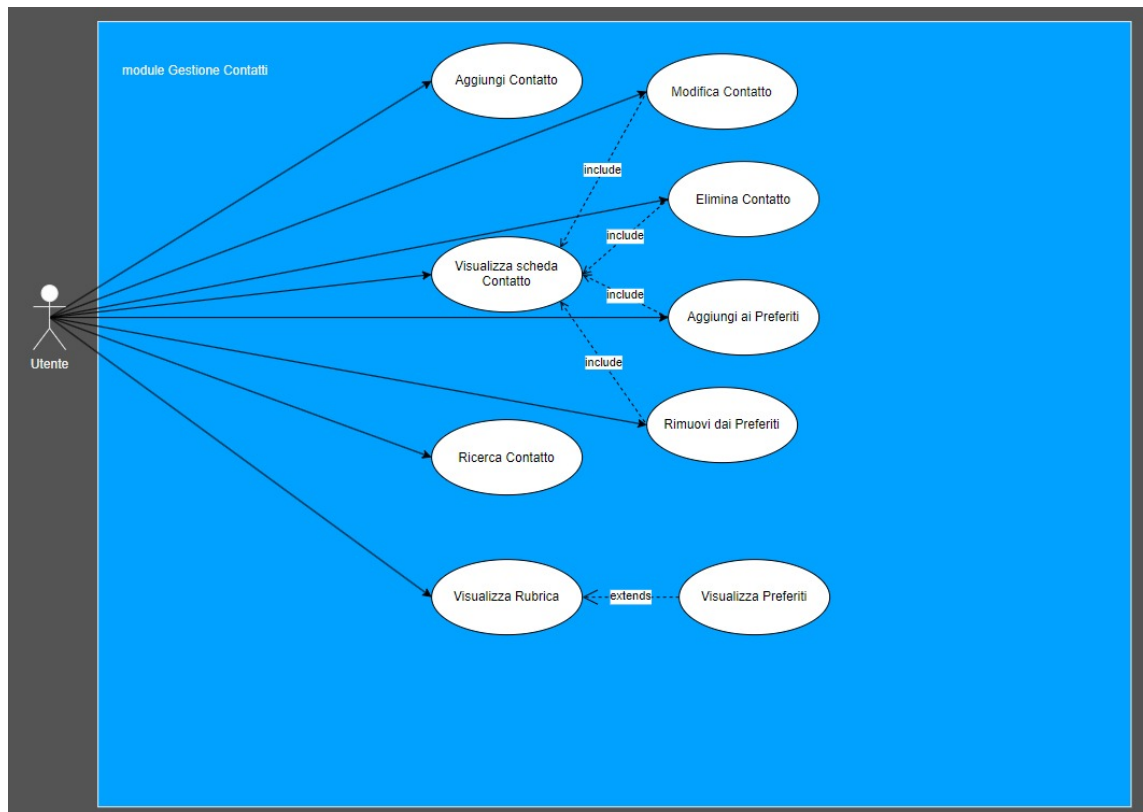 module Gestione Contatti
Aggiungi Contatto
Modifica Contatto
include
Elimina Contatto
include
Visualizza scheda
Contatto
include
Aggiungi ai Preferiti
Utente
include
Rimuovi dai Preferiti
Ricerca Contatto
Visualizza Rubrica
extends
Visualizza Preferiti